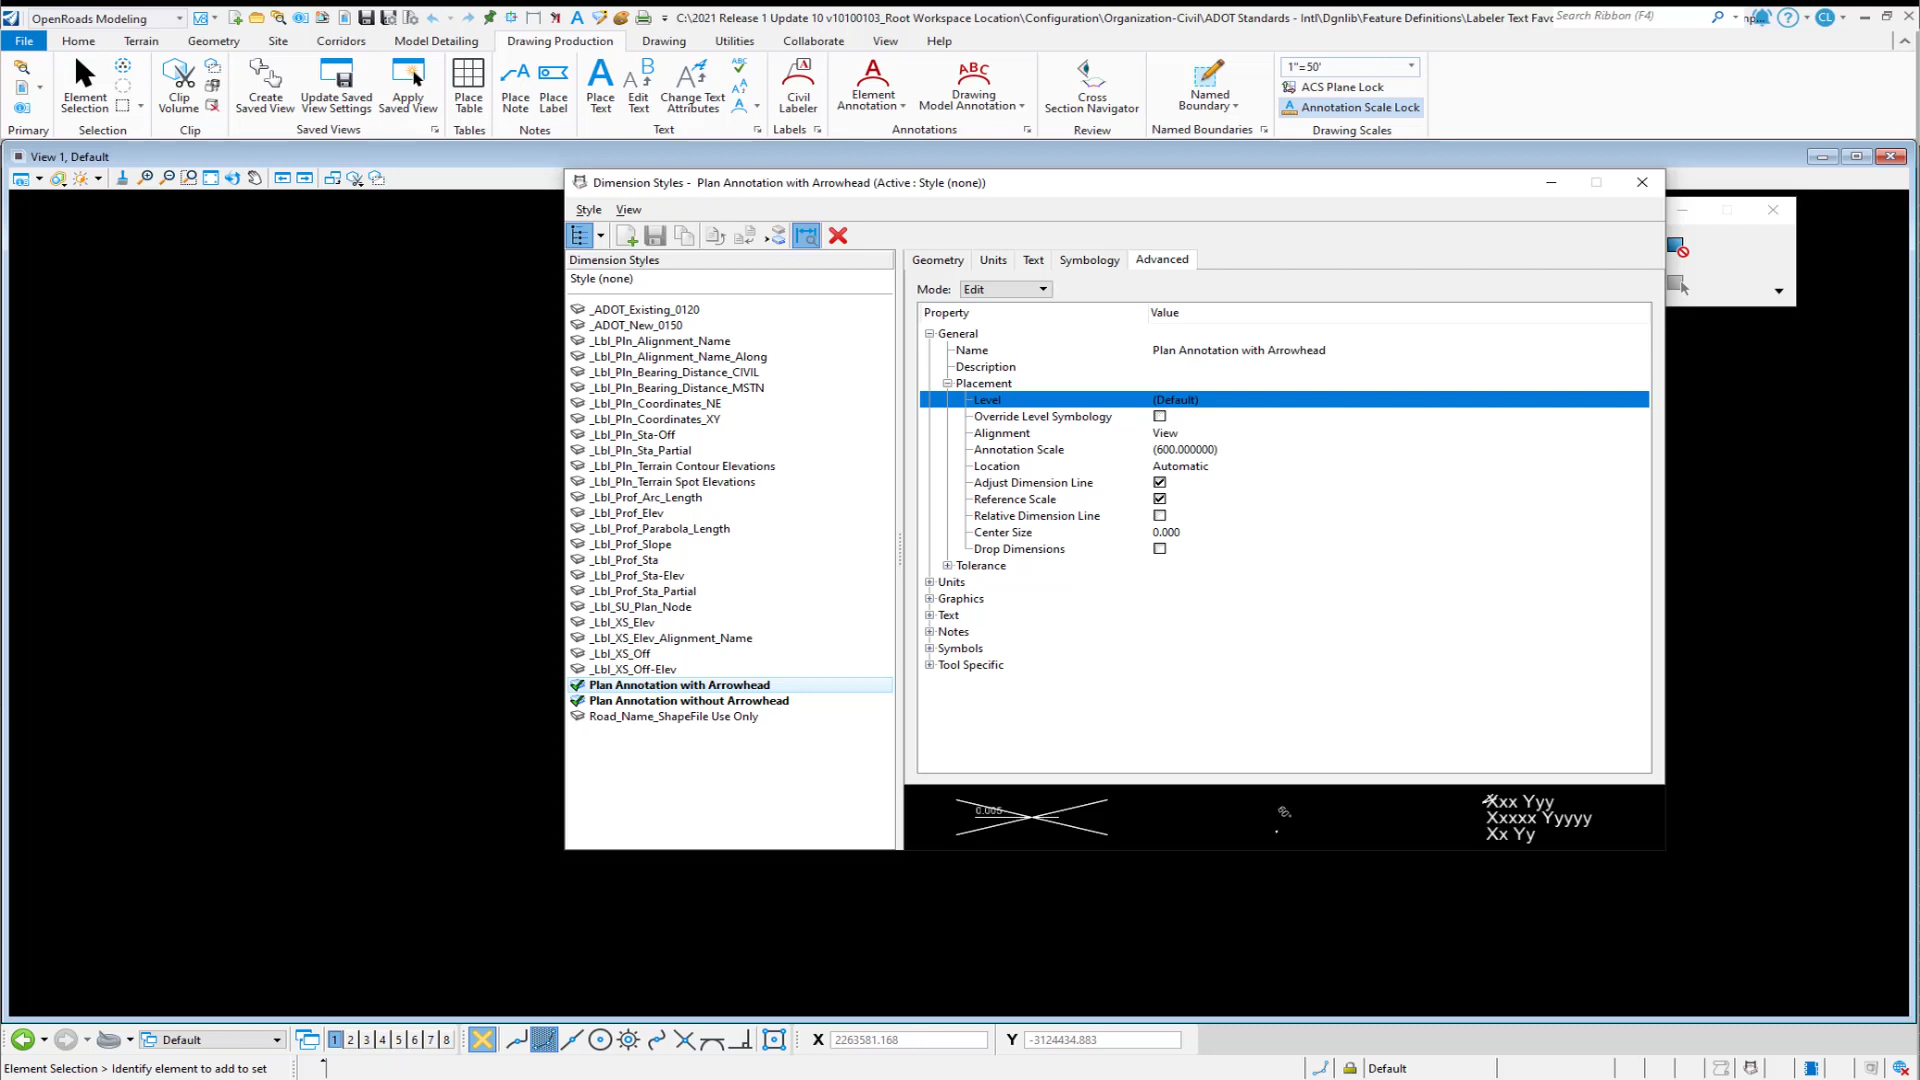 OpenRoads Modeling
C:\2021 Release 1 Update 10 v10100103_Root Workspace Location\Configuration\Organization-Civil\ADOT Standards - Intl\Dgnlib\Feature Definitions\Labeler Text Favo
Search Ribbon (F4)
CL
File Home Terrain Geometry Site Corridors Model Detailing Drawing Production Drawing Utilities Collaborate View Help
Element Selection
Clip Volume
Create Saved View
Update Saved View Settings
Apply Saved View
Place Table
Place Note
Place Label
Place Text
Edit Text
Change Text Attributes
Civil Labeler
Element Annotation
Drawing Model Annotation
Cross Section Navigator
Named Boundary
1"=50'
ACS Plane Lock
Annotation Scale Lock
Primary Selection Clip Saved Views Tables Notes Text Labels Annotations Review Named Boundaries Drawing Scales
View 1, Default
Dimension Styles - Plan Annotation with Arrowhead (Active : Style (none))
Style View
Dimension Styles
Style (none)
_ADOT_Existing_0120
_ADOT_New_0150
_Lbl_Pln_Alignment_Name
_Lbl_Pln_Alignment_Name_Along
_Lbl_Pln_Bearing_Distance_CIVIL
_Lbl_Pln_Bearing_Distance_MSTN
_Lbl_Pln_Coordinates_NE
_Lbl_Pln_Coordinates_XY
_Lbl_Pln_Sta-Off
_Lbl_Pln_Sta_Partial
_Lbl_Pln_Terrain Contour Elevations
_Lbl_Pln_Terrain Spot Elevations
_Lbl_Prof_Arc_Length
_Lbl_Prof_Elev
_Lbl_Prof_Parabola_Length
_Lbl_Prof_Slope
_Lbl_Prof_Sta
_Lbl_Prof_Sta-Elev
_Lbl_Prof_Sta_Partial
_Lbl_SU_Plan_Node
_Lbl_XS_Elev
_Lbl_XS_Elev_Alignment_Name
_Lbl_XS_Off
_Lbl_XS_Off-Elev
Plan Annotation with Arrowhead
Plan Annotation without Arrowhead
Road_Name_ShapeFile Use Only
Geometry Units Text Symbology Advanced
Mode: Edit
Property Value
General
Name Plan Annotation with Arrowhead
Description
Placement
Level (Default)
Override Level Symbology
Alignment View
Annotation Scale (600.000000)
Location Automatic
Adjust Dimension Line
Reference Scale
Relative Dimension Line
Center Size 0.000
Drop Dimensions
Tolerance
Units
Graphics
Text
Notes
Symbols
Tool Specific
0.005
60°
Xxx Yyy
Xxxxx Yyyyy
Xx Yy
Default
1 2 3 4 5 6 7 8
X 2263581.168
Y -3124434.883
Element Selection > Identify element to add to set
Default